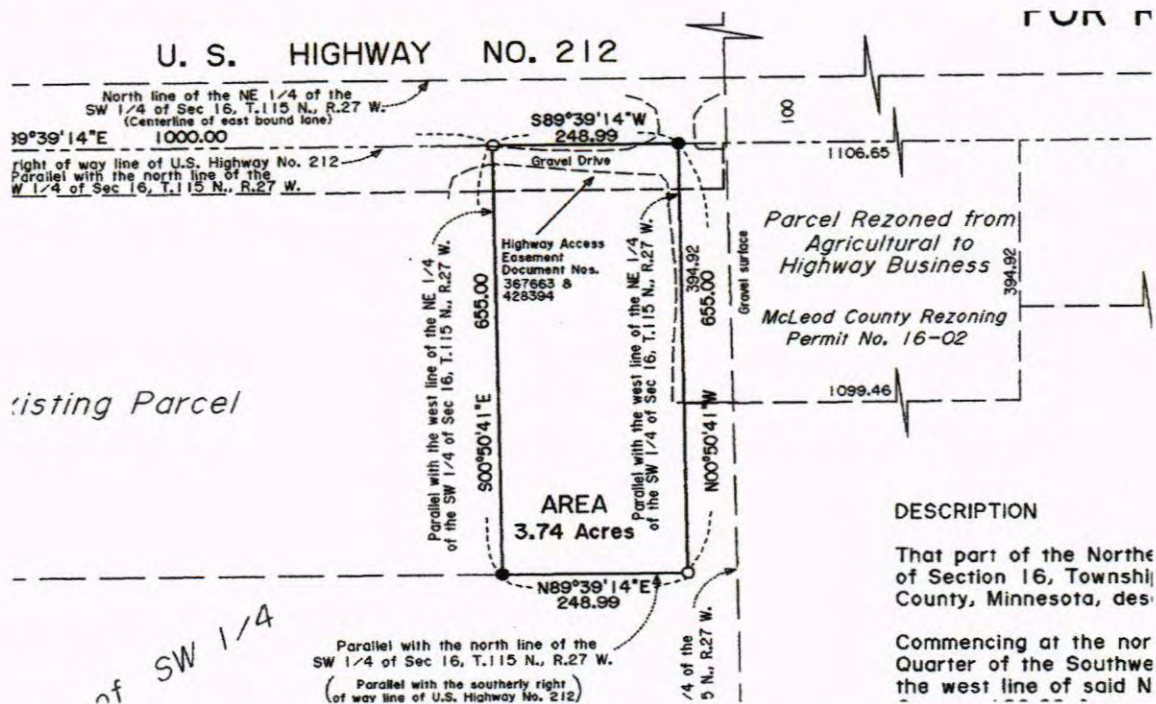 U. S. HIGHWAY NO. 212
North line of the NE 1/4 of the
SW 1/4 of Sec 16, T.115 N., R.27 W.
(Centerline of east bound lane)
89°39'14"E 1000.00
right of way line of U.S. Highway No. 212
Parallel with the north line of the
W 1/4 of Sec 16, T.115 N., R.27 W.
S89°39'14"W
248.99
Gravel Drive
100
1106.65
Highway Access
Easement
Document Nos.
367663 &
428394
Parallel with the west line of the NE 1/4
of the SW 1/4 of Sec 16, T.115 N., R.27 W.
S00°50'41"E 655.00
Parallel with the west line of the NE 1/4
of the SW 1/4 of Sec 16, T.115 N., R.27 W.
394.92
N00°50'41"W 655.00
Gravel surface
Parcel Rezoned from
Agricultural to
Highway Business
McLeod County Rezoning
Permit No. 16-02
394.92
1099.46
xisting Parcel
AREA
3.74 Acres
N89°39'14"E
248.99
of SW 1/4
Parallel with the north line of the
SW 1/4 of Sec 16, T.115 N., R.27 W.
(Parallel with the southerly right
of way line of U.S. Highway No. 212)
/4 of the
5 N., R.27 W.
DESCRIPTION
That part of the Northe
of Section 16, Townshi
County, Minnesota, des
Commencing at the nor
Quarter of the Southwe
the west line of said N